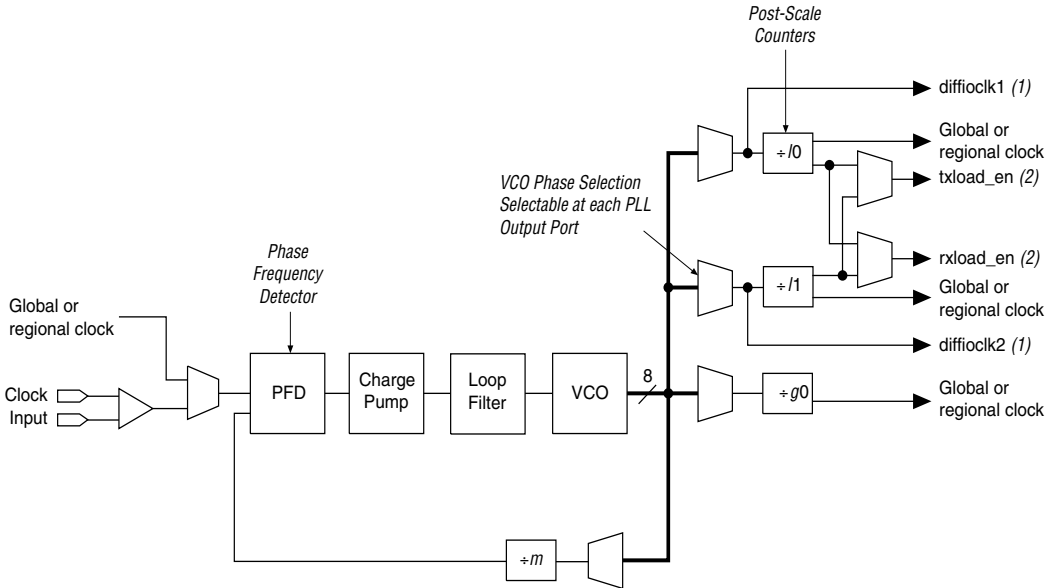 Post-Scale
Counters
diffioclk1 (1)
Global or
regional clock
÷l0
txload_en (2)
VCO Phase Selection
Selectable at each PLL
Output Port
Phase
Frequency
Detector
rxload_en (2)
÷l1
Global or
regional clock
Global or
regional clock
diffioclk2 (1)
Clock
Input
PFD
Charge
Pump
Loop
Filter
VCO
8
÷g0
Global or
regional clock
÷m